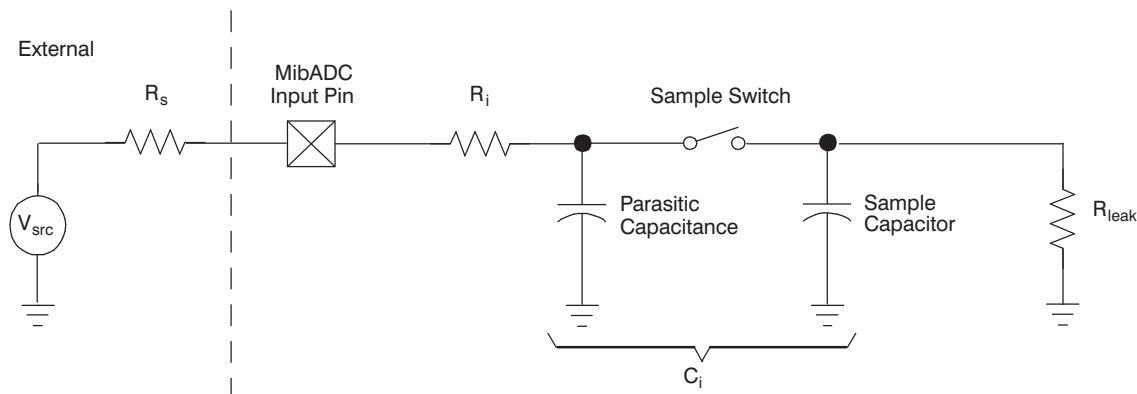 External
MibADC
Input Pin
Rs
Ri
Sample Switch
Vsrc
Parasitic
Capacitance
Sample
Capacitor
Rleak
Ci